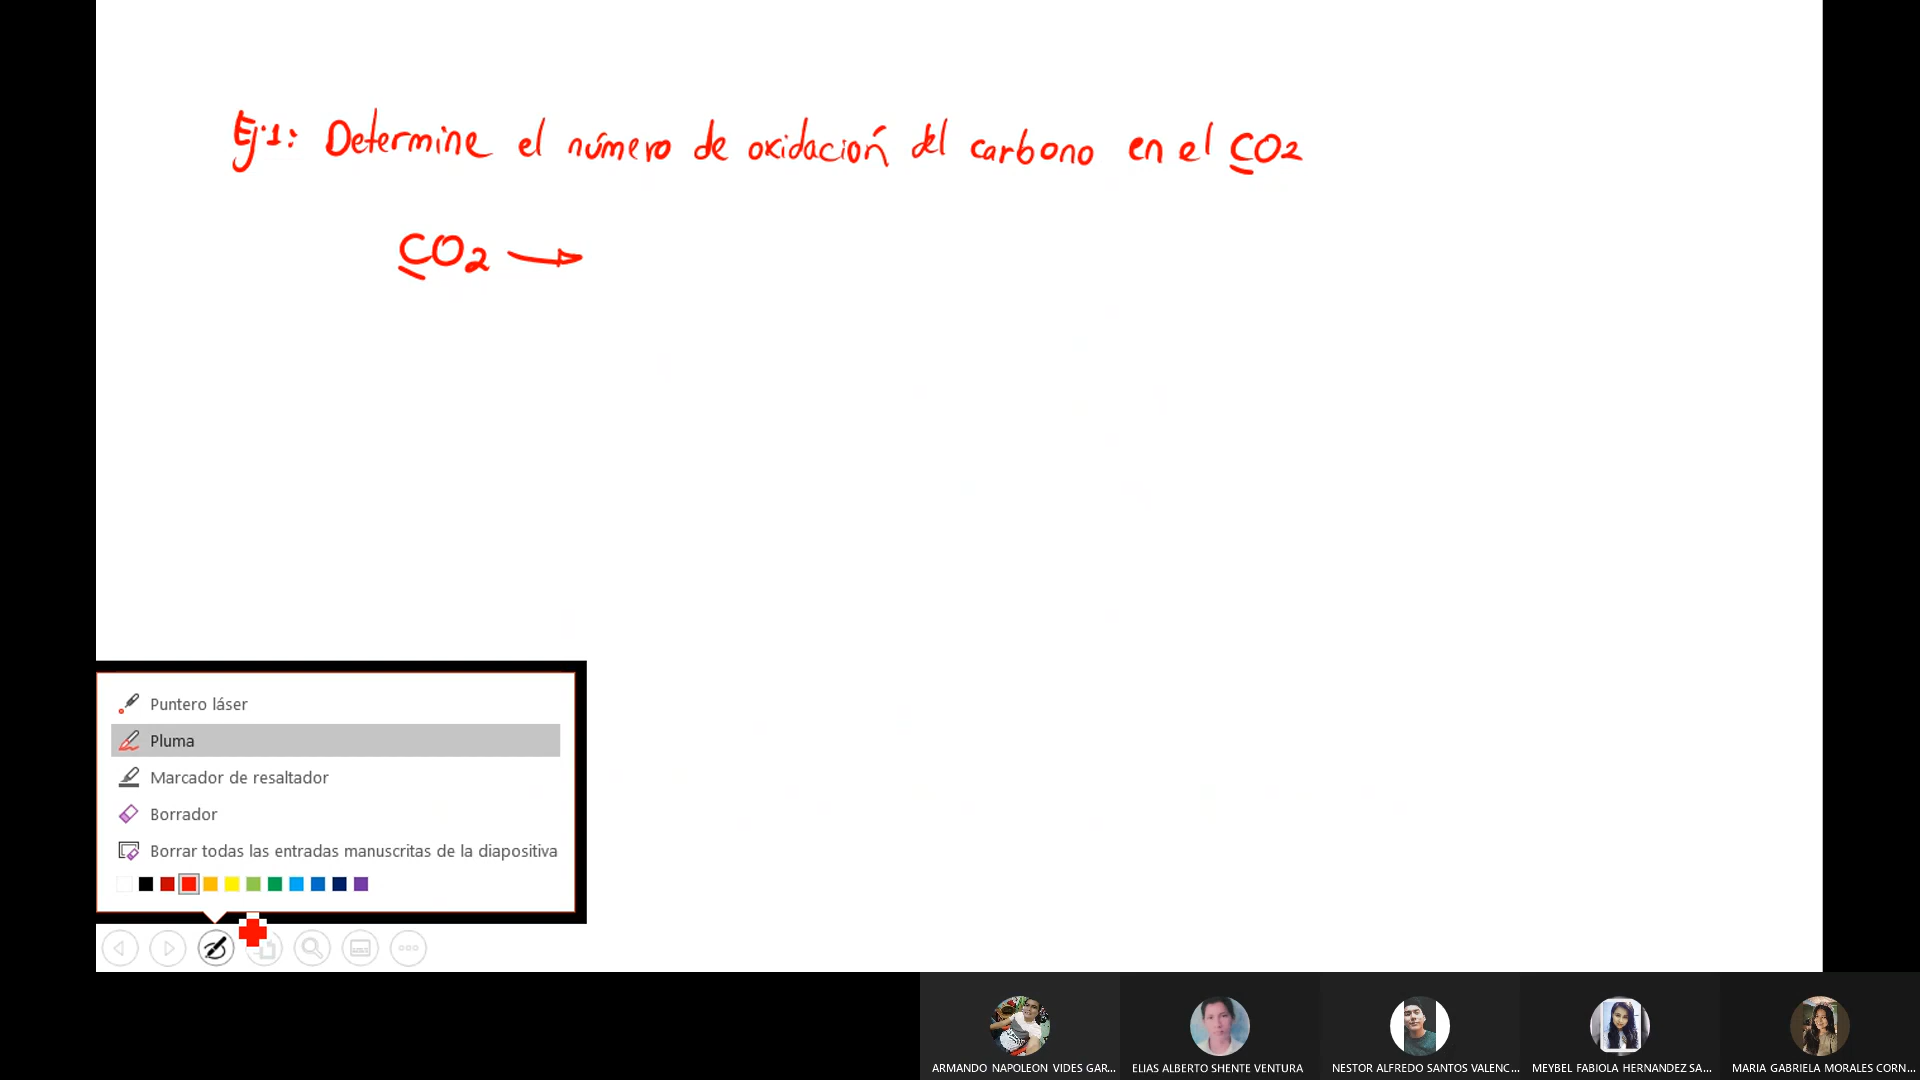 Ej.1: Determine el número de oxidación del carbono en el CO2
CO2
Puntero láser
Pluma
Marcador de resaltador
Borrador
Borrar todas las entradas manuscritas de la diapositiva
ARMANDO NAPOLEON VIDES GAR...
ELIAS ALBERTO SHENTE VENTURA
NESTOR ALFREDO SANTOS VALENC...
MEYBEL FABIOLA HERNANDEZ SA...
MARIA GABRIELA MORALES CORN...